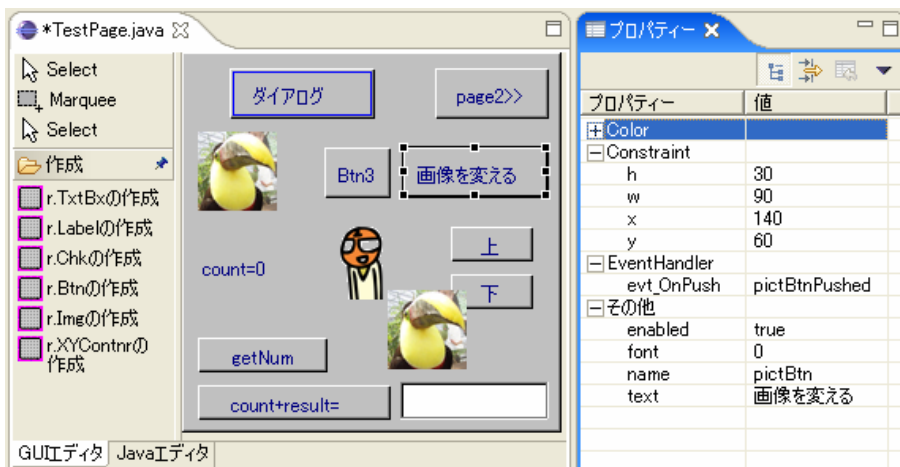 *TestPage.java
Select
Marquee
Select
作成
r.TxtBxの作成
r.Labelの作成
r.Chkの作成
r.Btnの作成
r.Imgの作成
r.XYContnrの
作成
ダイアログ
page2>>
Btn3
画像を変える
count=0
上
下
getNum
count+result=
GUIエディタ
Javaエディタ
プロパティー
プロパティー 値
Color
Constraint
h 30
w 90
x 140
y 60
EventHandler
evt_OnPush pictBtnPushed
その他
enabled true
font 0
name pictBtn
text 画像を変える